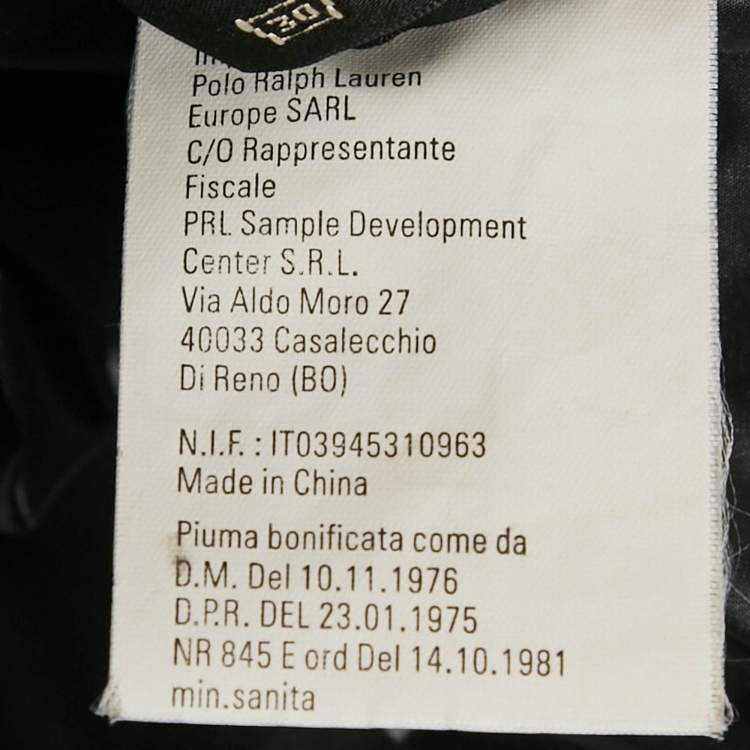 DM
Polo Ralph Lauren
Europe SARL
C/O Rappresentante
Fiscale
PRL Sample Development
Center S.R.L.
Via Aldo Moro 27
40033 Casalecchio
Di Reno (BO)
N.I.F. : IT03945310963
Made in China
Piuma bonificata come da
D.M. Del 10.11.1976
D.P.R. DEL 23.01.1975
NR 845 E ord Del 14.10.1981
min.sanita